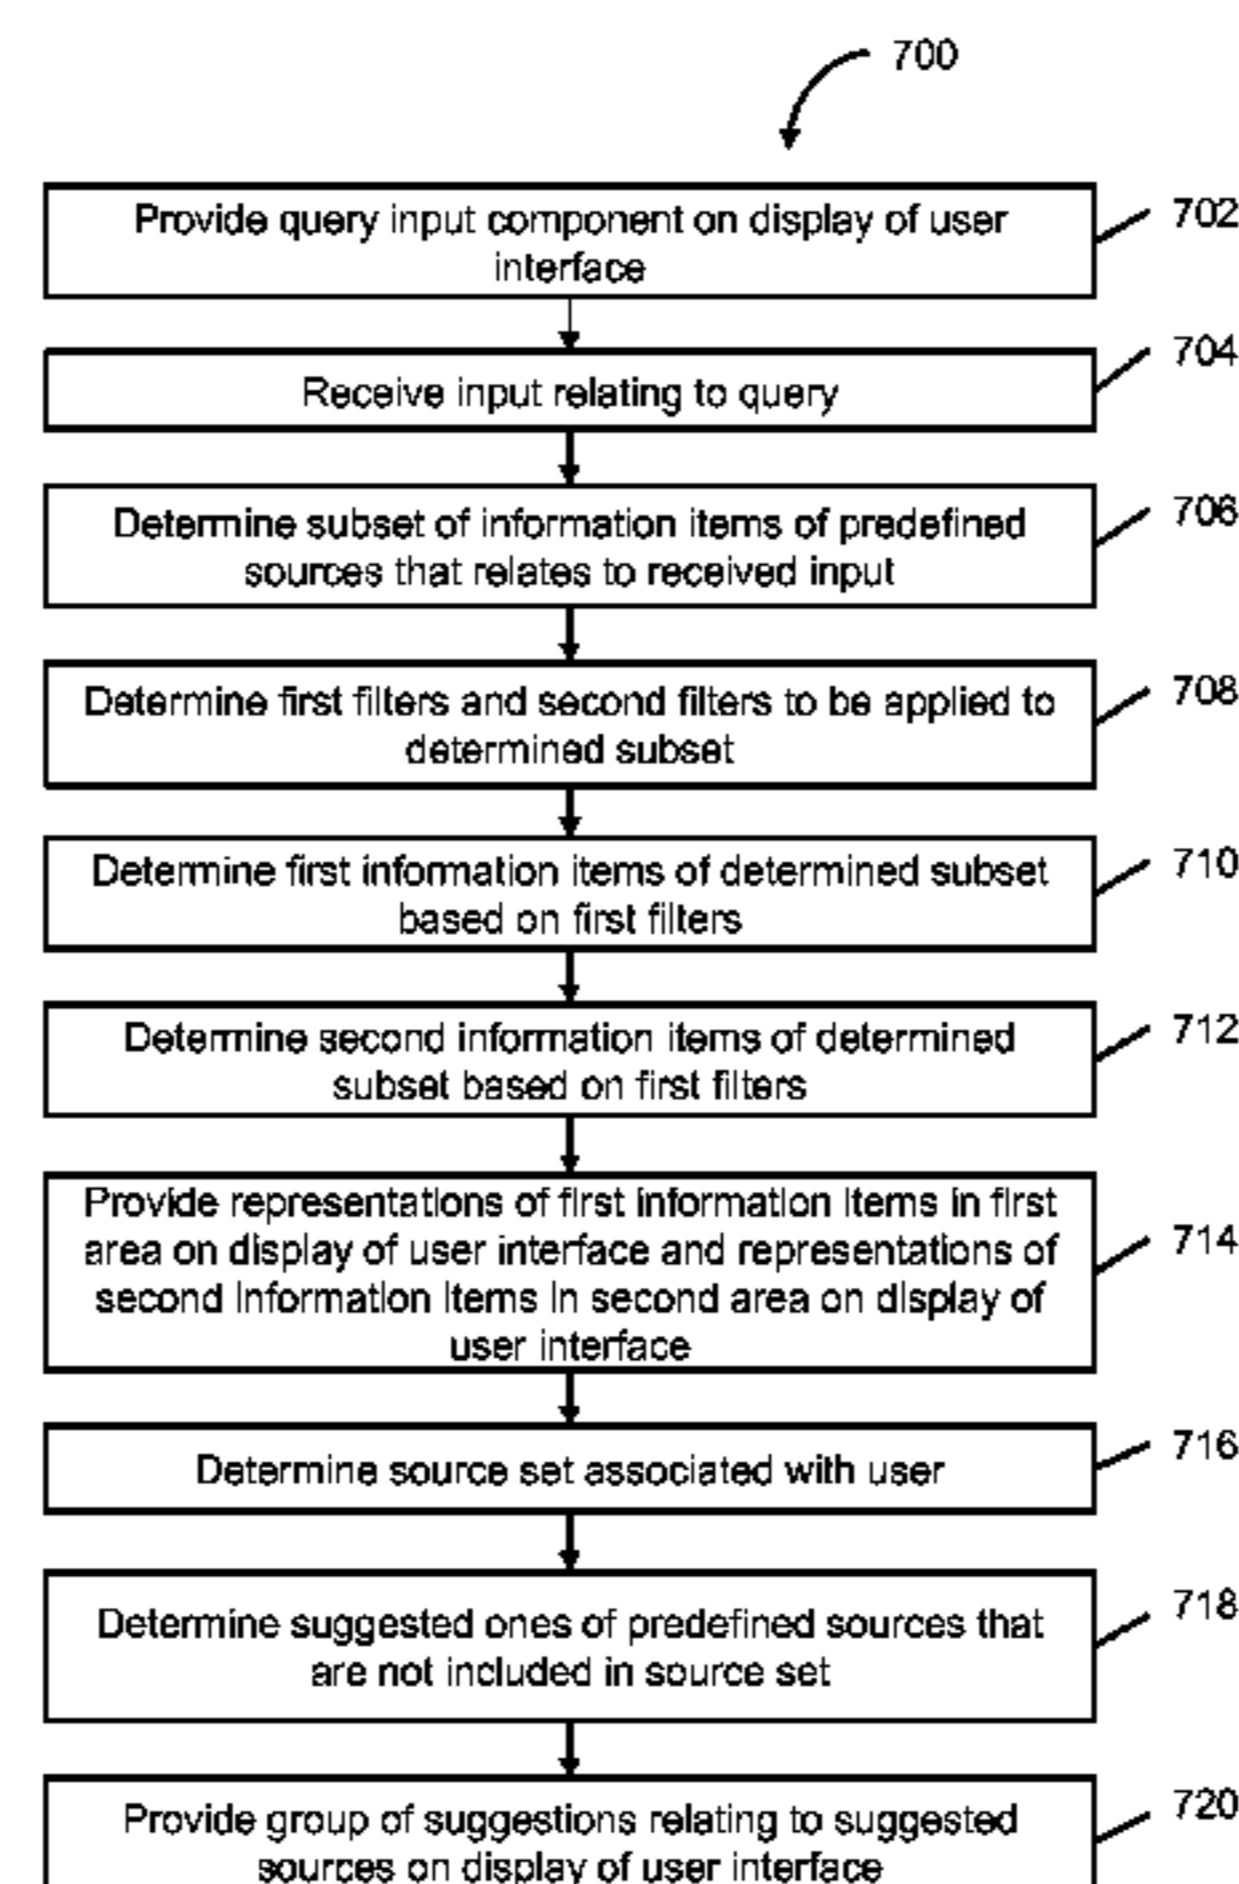 700
Provide query input component on display of user
interface
702
Receive input relating to query
704
Determine subset of information items of predefined
sources that relates to received input
706
Determine first filters and second filters to be applied to
determined subset
708
Determine first information items of determined subset
based on first filters
710
Determine second information items of determined
subset based on first filters
712
Provide representations of first information items in first
area on display of user interface and representations of
second information items in second area on display of
user interface
714
Determine source set associated with user
716
Determine suggested ones of predefined sources that
are not included in source set
718
Provide group of suggestions relating to suggested
sources on display of user interface
720